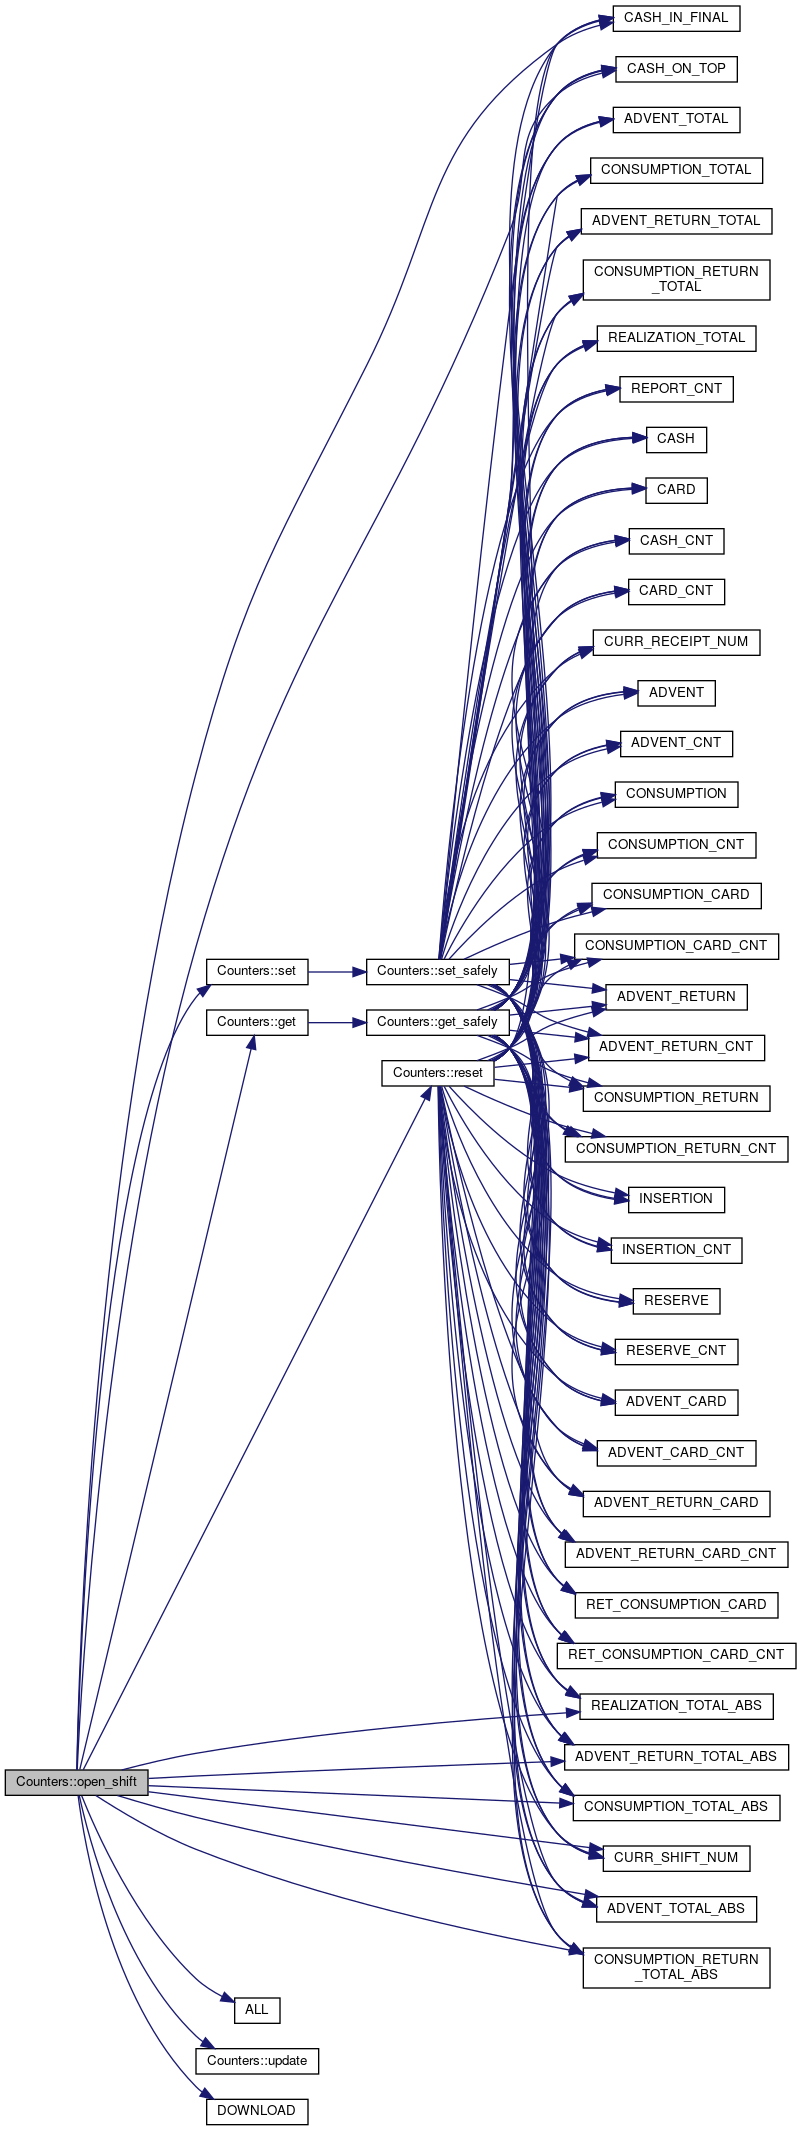 CASH_IN_FINAL
CASH_ON_TOP
ADVENT_TOTAL
CONSUMPTION_TOTAL
ADVENT_RETURN_TOTAL
CONSUMPTION_RETURN
_TOTAL
REALIZATION_TOTAL
REPORT_CNT
CASH
CARD
CASH_CNT
CARD_CNT
CURR_RECEIPT_NUM
ADVENT
ADVENT_CNT
CONSUMPTION
CONSUMPTION_CNT
CONSUMPTION_CARD
CONSUMPTION_CARD_CNT
Counters::set
Counters::set_safely
ADVENT_RETURN
Counters::get
Counters::get_safely
ADVENT_RETURN_CNT
Counters::reset
CONSUMPTION_RETURN
CONSUMPTION_RETURN_CNT
INSERTION
INSERTION_CNT
RESERVE
RESERVE_CNT
ADVENT_CARD
ADVENT_CARD_CNT
ADVENT_RETURN_CARD
ADVENT_RETURN_CARD_CNT
RET_CONSUMPTION_CARD
RET_CONSUMPTION_CARD_CNT
REALIZATION_TOTAL_ABS
ADVENT_RETURN_TOTAL_ABS
Counters::open_shift
CONSUMPTION_TOTAL_ABS
CURR_SHIFT_NUM
ADVENT_TOTAL_ABS
CONSUMPTION_RETURN
_TOTAL_ABS
ALL
Counters::update
DOWNLOAD